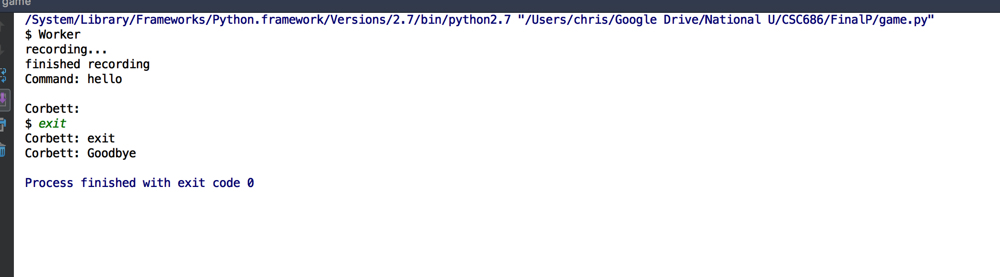 game
/System/Library/Frameworks/Python.framework/Versions/2.7/bin/python2.7 "/Users/chris/Google Drive/National U/CSC686/FinalP/game.py"
$ Worker
recording...
finished recording
Command: hello
Corbett:
$ exit
Corbett: exit
Corbett: Goodbye
Process finished with exit code 0